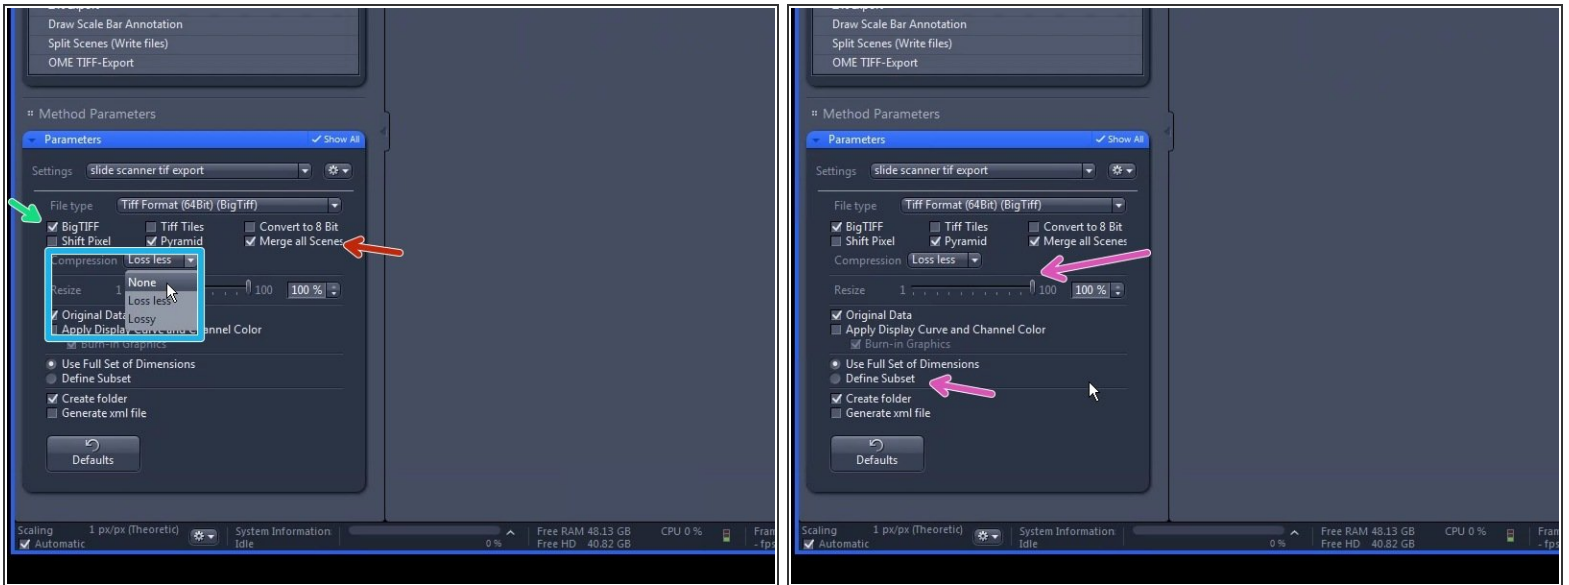 Draw Scale Bar Annotation
Split Scenes (Write files)
OME TIFF-Export
Method Parameters
Parameters
Show All
Settings slide scanner tif export
File type Tiff Format (64Bit) (BigTiff)
BigTIFF Tiff Tiles Convert to 8 Bit
Shift Pixel Pyramid Merge all Scenes
Compression Loss less
None
Resize 1 100 100 %
Loss less
Lossy
Original Data
Apply Display Curve and Channel Color
Burn-in Graphics
Use Full Set of Dimensions
Define Subset
Create folder
Generate xml file
Defaults
Scaling 1 px/px (Theoretic) System Information Free RAM 48.13 GB CPU 0 %
Automatic Idle 0 % Free HD 40.82 GB - fps
Draw Scale Bar Annotation
Split Scenes (Write files)
OME TIFF-Export
Method Parameters
Parameters
Show All
Settings slide scanner tif export
File type Tiff Format (64Bit) (BigTiff)
BigTIFF Tiff Tiles Convert to 8 Bit
Shift Pixel Pyramid Merge all Scenes
Compression Loss less
Resize 1 100 100 %
Original Data
Apply Display Curve and Channel Color
Burn-in Graphics
Use Full Set of Dimensions
Define Subset
Create folder
Generate xml file
Defaults
Scaling 1 px/px (Theoretic) System Information Free RAM 48.13 GB CPU 0 %
Automatic Idle 0 % Free HD 40.82 GB - fps